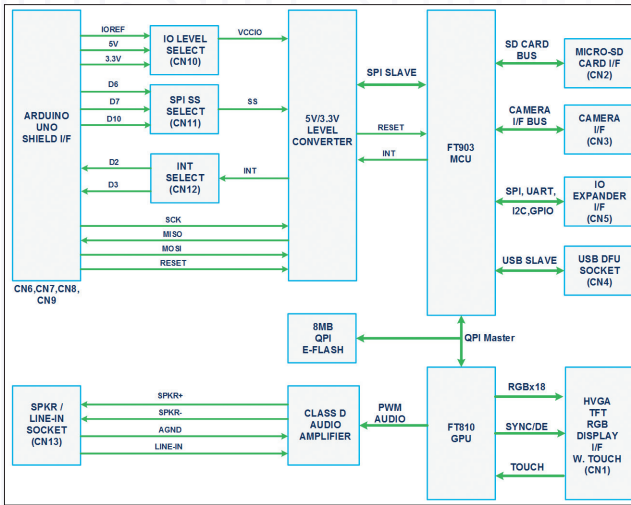 IOREF
5V
3.3V
IO LEVEL
SELECT
(CN10)
VCCIO
D6
D7
D10
SPI SS
SELECT
(CN11)
SS
ARDUINO
UNO
SHIELD I/F
D2
D3
INT
SELECT
(CN12)
INT
SCK
MISO
MOSI
RESET
CN6,CN7,CN8,
CN9
5V/3.3V
LEVEL
CONVERTER
SPI SLAVE
RESET
INT
FT903
MCU
SD CARD
BUS
MICRO-SD
CARD I/F
(CN2)
CAMERA
I/F BUS
CAMERA
I/F
(CN3)
SPI, UART,
I2C,GPIO
IO
EXPANDER
I/F
(CN5)
USB SLAVE
USB DFU
SOCKET
(CN4)
8MB
QPI
E-FLASH
QPI Master
SPKR /
LINE-IN
SOCKET
(CN13)
SPKR+
SPKR-
AGND
LINE-IN
CLASS D
AUDIO
AMPLIFIER
PWM
AUDIO
FT810
GPU
RGBx18
SYNC/DE
TOUCH
HVGA
TFT
RGB
DISPLAY
I/F
W. TOUCH
(CN1)